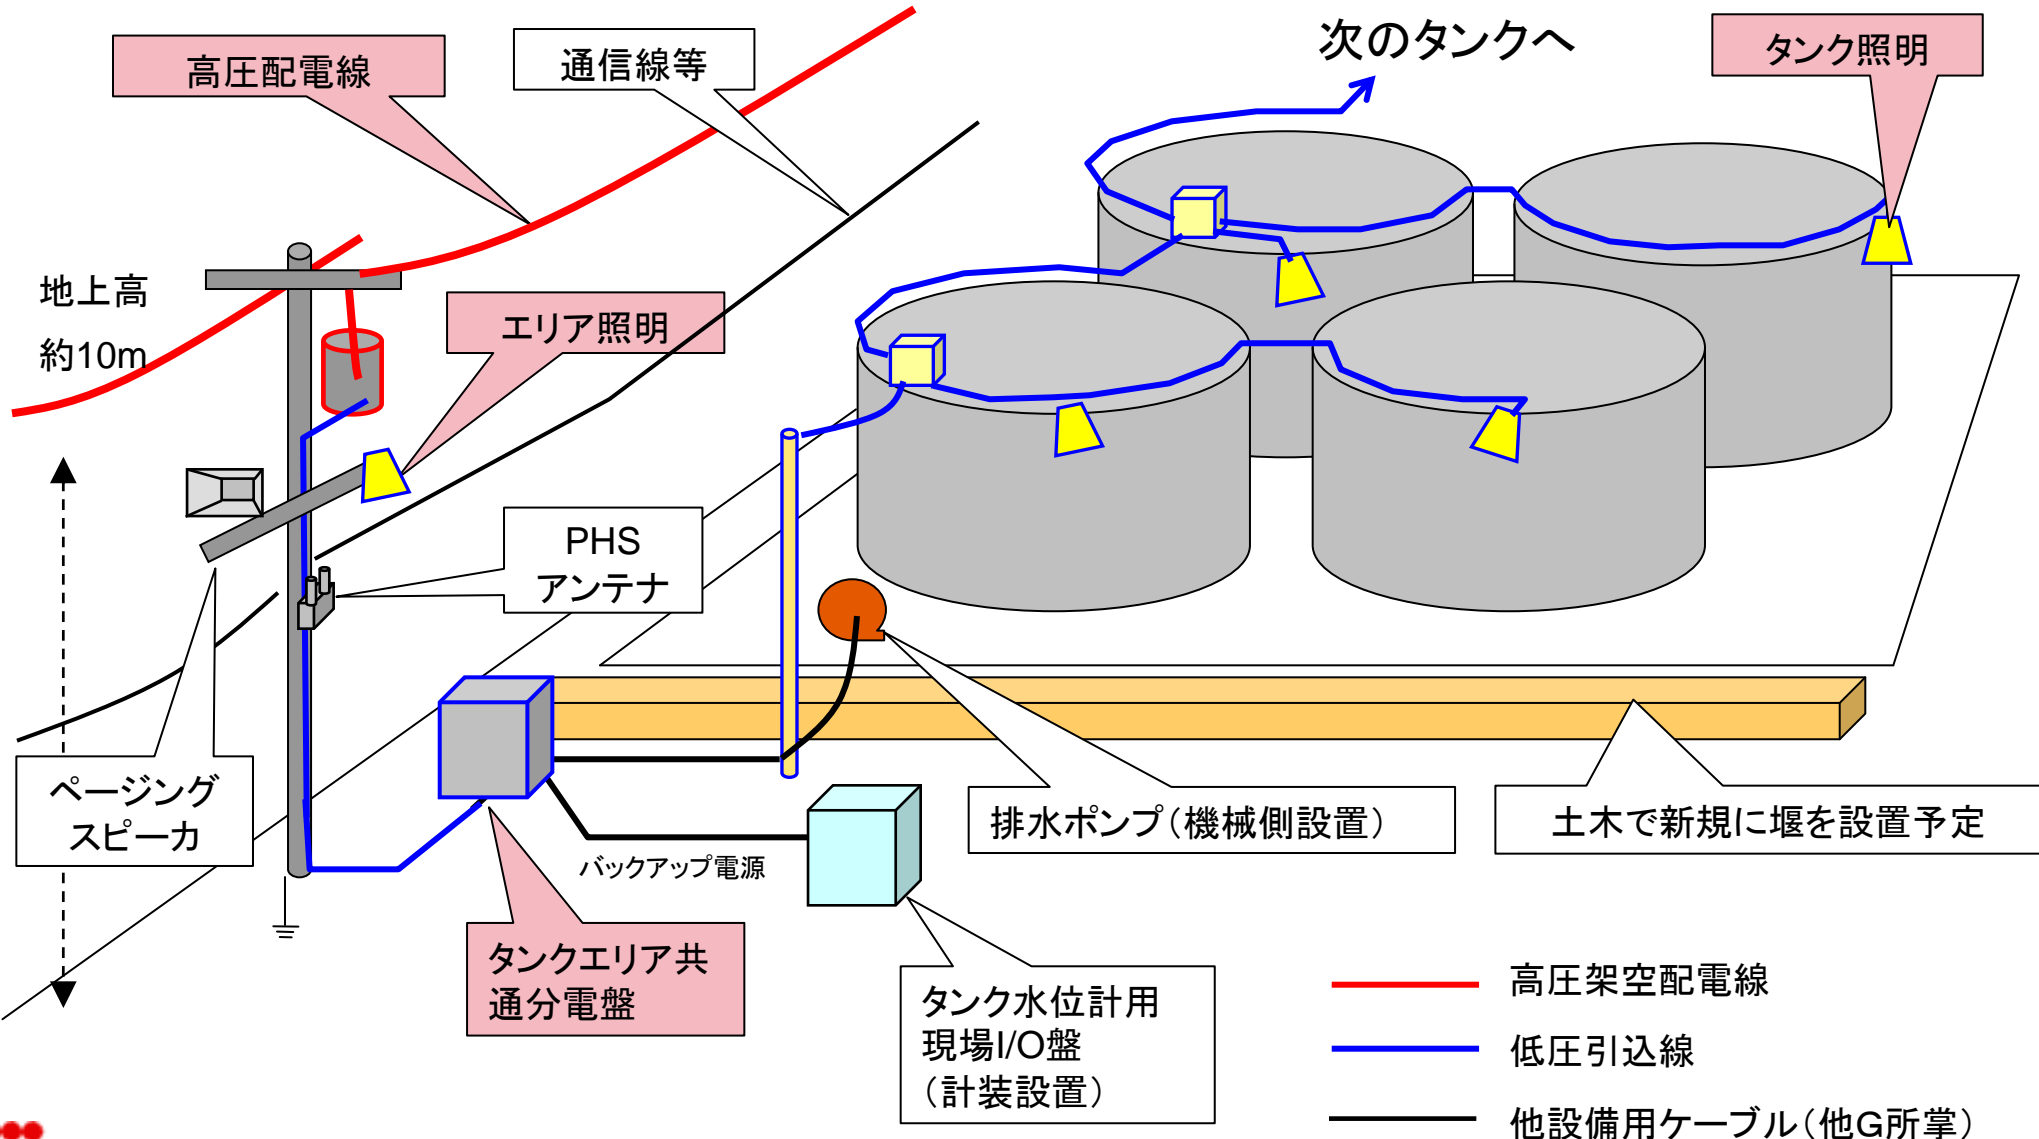 次のタンクへ
タンク照明
高圧配電線
通信線等
地上高
約10m
エリア照明
PHS
アンテナ
ページング
スピーカ
排水ポンプ（機械側設置）
土木で新規に堰を設置予定
バックアップ電源
タンクエリア共
通分電盤
タンク水位計用
現場I/O盤
（計装設置）
高圧架空配電線
低圧引込線
他設備用ケーブル（他G所掌）